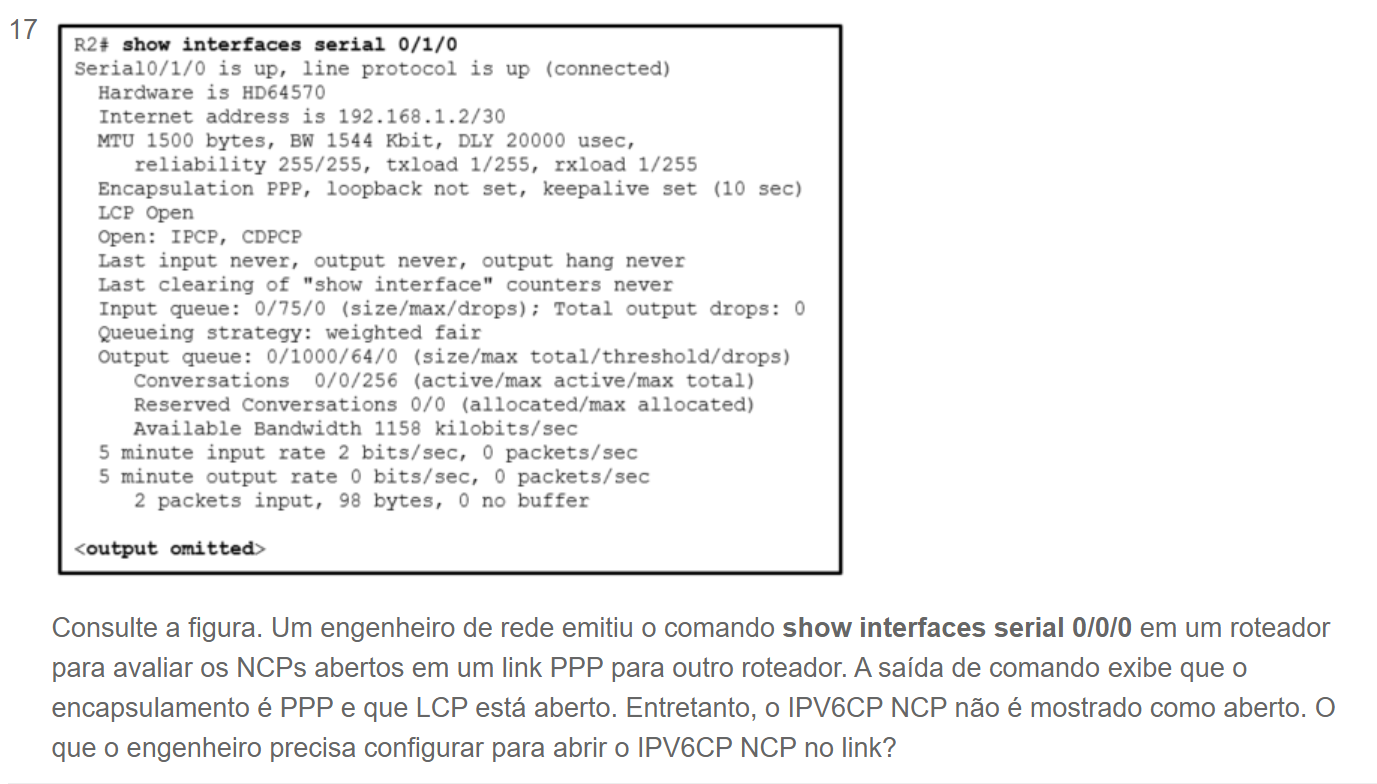 17
R2# show interfaces serial 0/1/0
Serial0/1/0 is up, line protocol is up (connected)
Hardware is HD64570
Internet address is 192.168.1.2/30
MTU 1500 bytes, BW 1544 Kbit, DLY 20000 usec,
reliability 255/255, txload 1/255, rxload 1/255
Encapsulation PPP, loopback not set, keepalive set (10 sec)
LCP Open
Open: IPCP, CDPCP
Last input never, output never, output hang never
Last clearing of "show interface" counters never
Input queue: 0/75/0 (size/max/drops); Total output drops: 0
Queueing strategy: weighted fair
Output queue: 0/1000/64/0 (size/max total/threshold/drops)
Conversations 0/0/256 (active/max active/max total)
Reserved Conversations 0/0 (allocated/max allocated)
Available Bandwidth 1158 kilobits/sec
5 minute input rate 2 bits/sec, 0 packets/sec
5 minute output rate 0 bits/sec, 0 packets/sec
2 packets input, 98 bytes, 0 no buffer
<output omitted>
Consulte a figura. Um engenheiro de rede emitiu o comando show interfaces serial 0/0/0 em um roteador
para avaliar os NCPs abertos em um link PPP para outro roteador. A saída de comando exibe que o
encapsulamento é PPP e que LCP está aberto. Entretanto, o IPV6CP NCP não é mostrado como aberto. O
que o engenheiro precisa configurar para abrir o IPV6CP NCP no link?